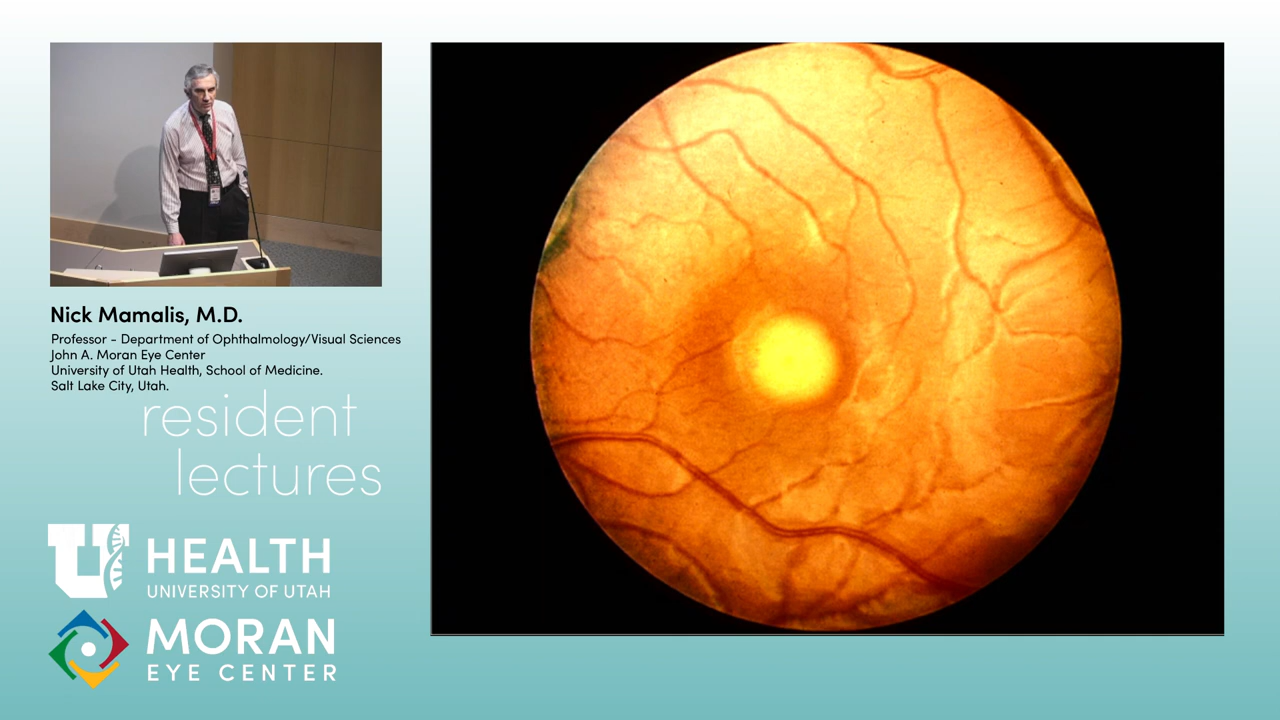 Nick Mamalis, M.D.
Professor - Department of Ophthalmology/Visual Sciences
John A. Moran Eye Center
University of Utah Health, School of Medicine.
Salt Lake City, Utah.
resident
lectures
U HEALTH
UNIVERSITY OF UTAH
MORAN
EYE CENTER